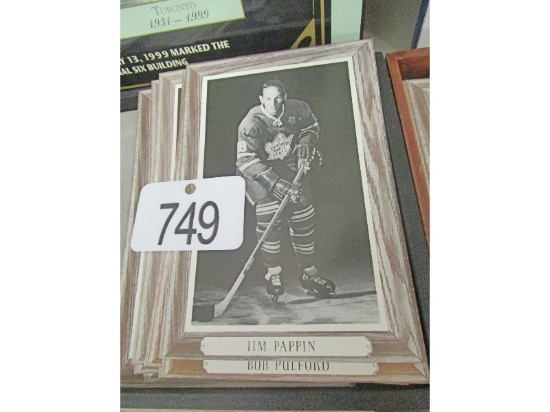 TORONTO
1931 – 1999
Y 13, 1999 MARKED THE
AL SIX BUILDING
749
JIM PAPPIN
BOB PULFORD